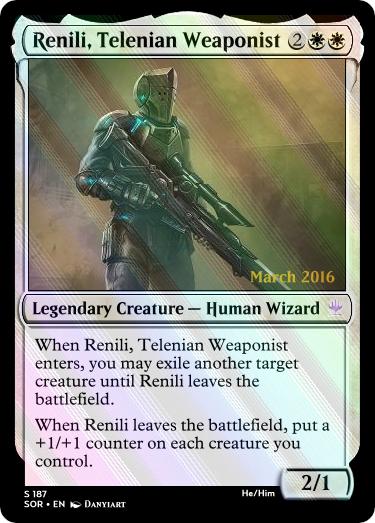 Renili, Telenian Weaponist 2
March 2016
Legendary Creature — Human Wizard
When Renili, Telenian Weaponist
enters, you may exile another target
creature until Renili leaves the
battlefield.
When Renili leaves the battlefield, put a
+1/+1 counter on each creature you
control.
2/1
S 187
He/Him
SOR • EN DANYIART